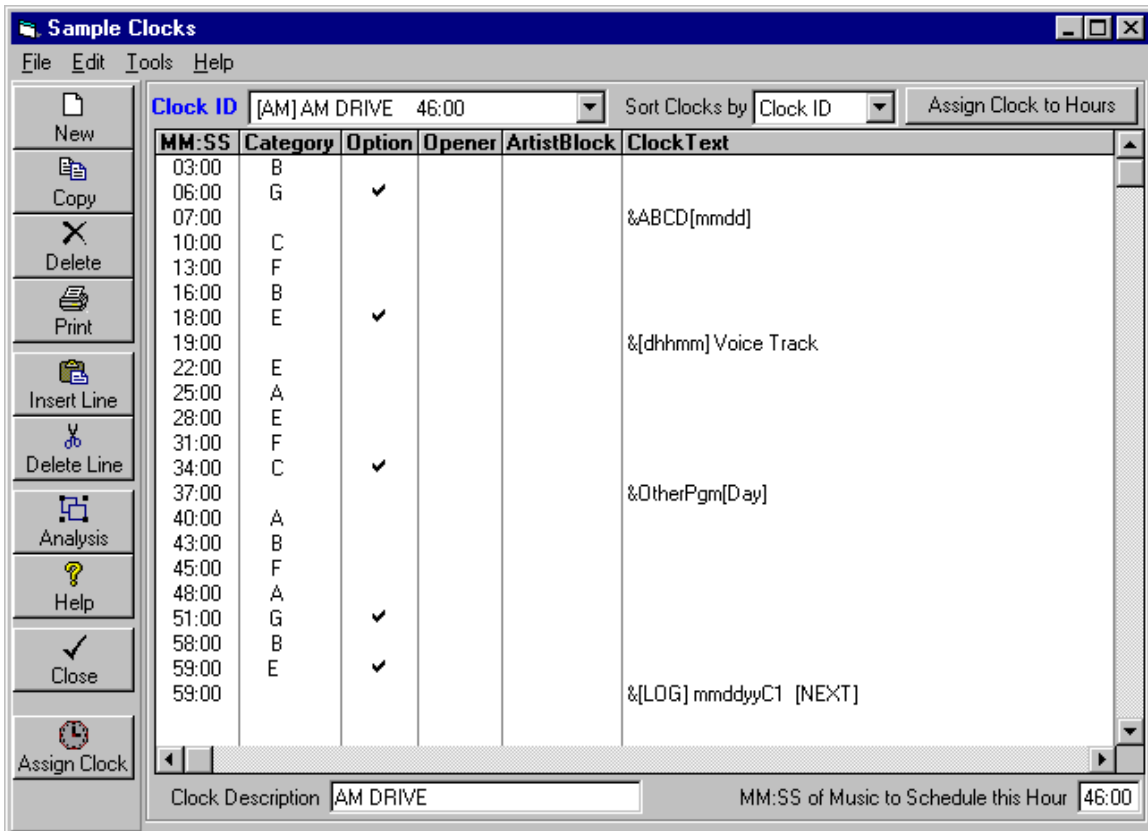 Sample Clocks
File Edit Tools Help
New
Copy
Delete
Print
Insert Line
Delete Line
Analysis
Help
Close
Assign Clock
Clock ID [AM] AM DRIVE 46:00 Sort Clocks by Clock ID Assign Clock to Hours
MM:SS Category Option Opener ArtistBlock ClockText
03:00 B
06:00 G ✔
07:00 &ABCD[mmdd]
10:00 C
13:00 F
16:00 B
18:00 E ✔
19:00 &[dhhmm] Voice Track
22:00 E
25:00 A
28:00 E
31:00 F
34:00 C ✔
37:00 &OtherPgm[Day]
40:00 A
43:00 B
45:00 F
48:00 A
51:00 G ✔
58:00 B
59:00 E ✔
59:00 &[LOG] mmddyyC1 [NEXT]
Clock Description AM DRIVE MM:SS of Music to Schedule this Hour 46:00